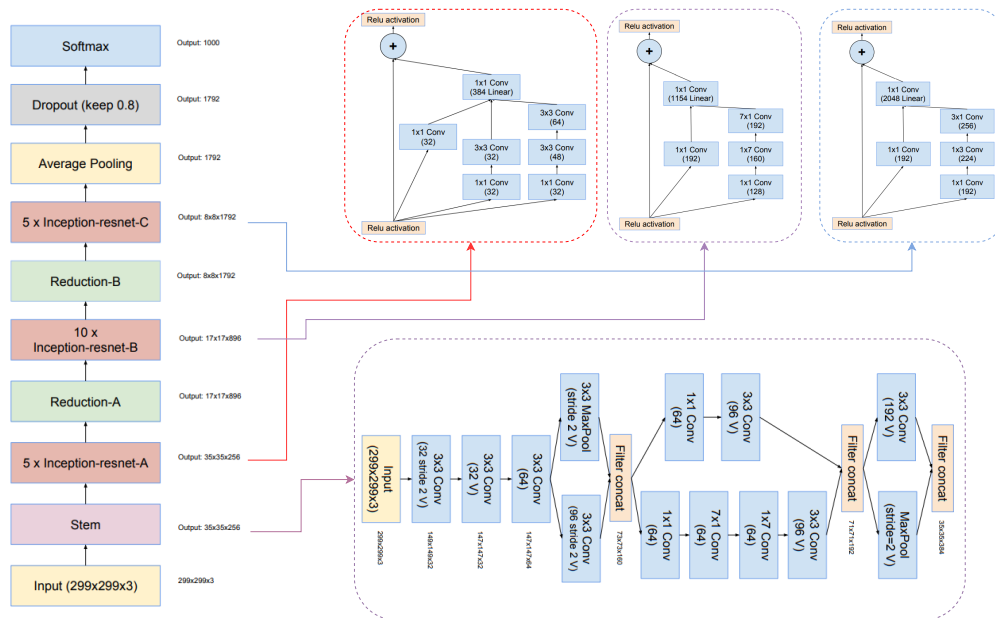 Softmax
Output: 1000
Dropout (keep 0.8)
Output: 1792
Average Pooling
Output: 1792
5 x Inception-resnet-C
Output: 8x8x1792
Reduction-B
Output: 8x8x1792
10 x
Inception-resnet-B
Output: 17x17x896
Reduction-A
Output: 17x17x896
5 x Inception-resnet-A
Output: 35x35x256
Stem
Output: 35x35x256
Input (299x299x3)
299x299x3
Relu activation
+
1x1 Conv
(384 Linear)
1x1 Conv
(32)
3x3 Conv
(64)
3x3 Conv
(32)
3x3 Conv
(48)
1x1 Conv
(32)
1x1 Conv
(32)
Relu activation
Relu activation
+
1x1 Conv
(1154 Linear)
7x1 Conv
(192)
1x1 Conv
(192)
1x7 Conv
(160)
1x1 Conv
(128)
Relu activation
Relu activation
+
1x1 Conv
(2048 Linear)
3x1 Conv
(256)
1x1 Conv
(192)
1x3 Conv
(224)
1x1 Conv
(192)
Relu activation
Input
(299x299x3)
299x299x3
3x3 Conv
(32 stride 2 V)
149x149x32
3x3 Conv
(32 V)
147x147x32
3x3 Conv
(64)
147x147x64
3x3 MaxPool
(stride 2 V)
3x3 Conv
(96 stride 2 V)
Filter concat
73x73x160
1x1 Conv
(64)
3x3 Conv
(96 V)
1x1 Conv
(64)
7x1 Conv
(64)
1x7 Conv
(64)
3x3 Conv
(96 V)
Filter concat
71x71x192
3x3 Conv
(192 V)
MaxPool
(stride=2 V)
Filter concat
35x35x384